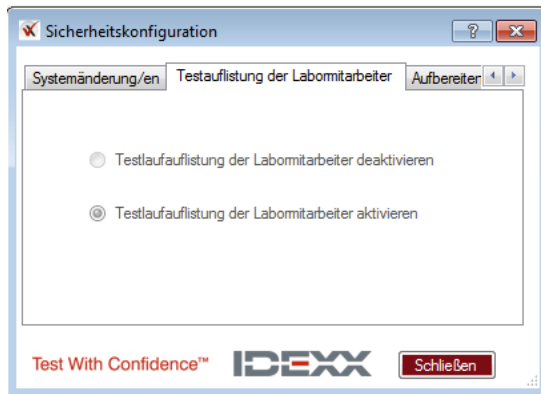 Sicherheitskonfiguration
Systemänderung/en Testauflistung der Labormitarbeiter Aufbereiter
Testlaufauflistung der Labormitarbeiter deaktivieren
Testlaufauflistung der Labormitarbeiter aktivieren
Test With Confidence™ IDEXX Schließen